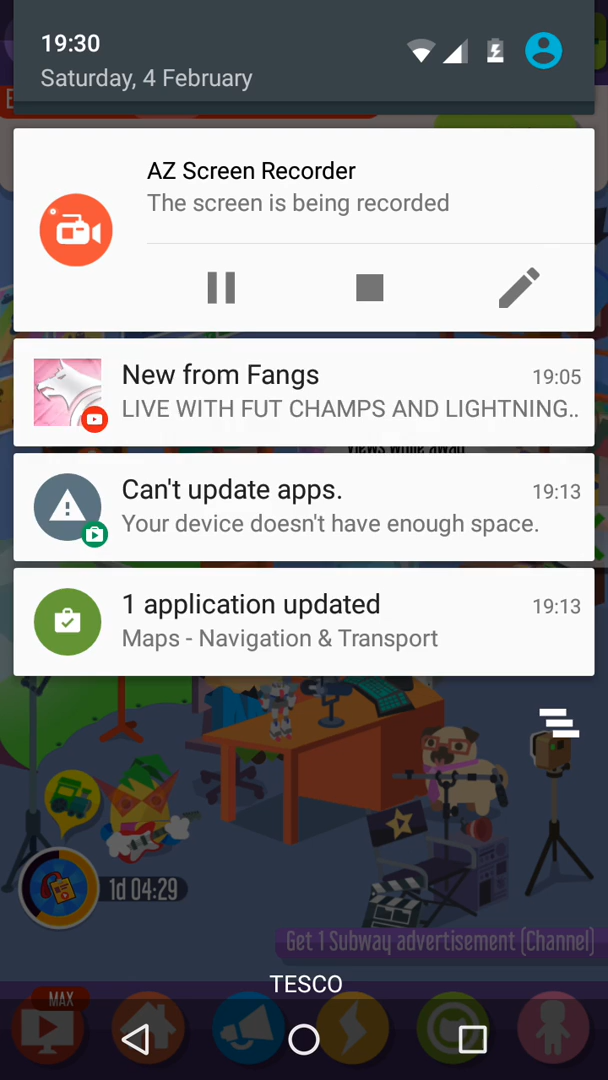 19:30
Saturday, 4 February
AZ Screen Recorder
The screen is being recorded
New from Fangs
19:05
LIVE WITH FUT CHAMPS AND LIGHTNING..
Can't update apps.
19:13
Your device doesn't have enough space.
1 application updated
19:13
Maps - Navigation & Transport
1d 04:29
Get 1 Subway advertisement (Channel)
TESCO
MAX